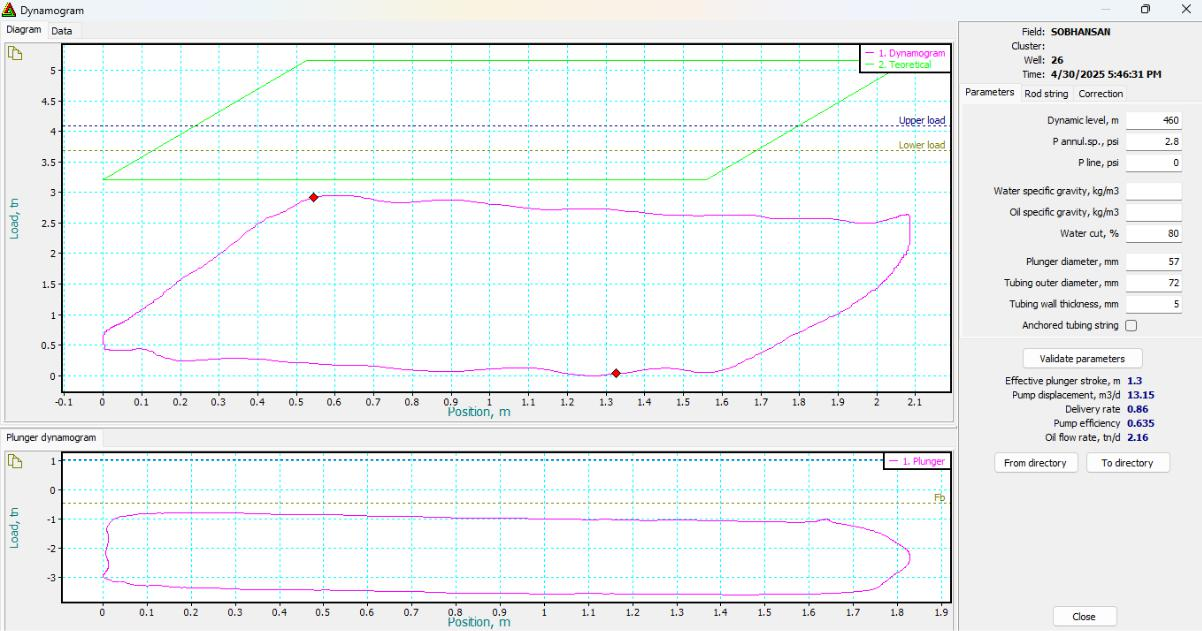 Dynamogram
Diagram Data
1. Dynamogram
2. Teoretical
Upper load
Lower load
5
4.5
4
3.5
3
2.5
2
1.5
1
0.5
0
Load, tn
-0.1 0 0.1 0.2 0.3 0.4 0.5 0.6 0.7 0.8 0.9 1 1.1 1.2 1.3 1.4 1.5 1.6 1.7 1.8 1.9 2 2.1
Position, m
Plunger dynamogram
1. Plunger
Fp
1
0
-1
-2
-3
Load, tn
0 0.1 0.2 0.3 0.4 0.5 0.6 0.7 0.8 0.9 1 1.1 1.2 1.3 1.4 1.5 1.6 1.7 1.8 1.9
Position, m
Field: SOBHANSAN
Cluster:
Well: 26
Time: 4/30/2025 5:46:31 PM
Parameters Rod string Correction
Dynamic level, m 460
P annul.sp., psi 2.8
P line, psi 0
Water specific gravity, kg/m3
Oil specific gravity, kg/m3
Water cut, % 80
Plunger diameter, mm 57
Tubing outer diameter, mm 72
Tubing wall thickness, mm 5
Anchored tubing string
Validate parameters
Effective plunger stroke, m 1.3
Pump displacement, m3/d 13.15
Delivery rate 0.86
Pump efficiency 0.635
Oil flow rate, tn/d 2.16
From directory To directory
Close